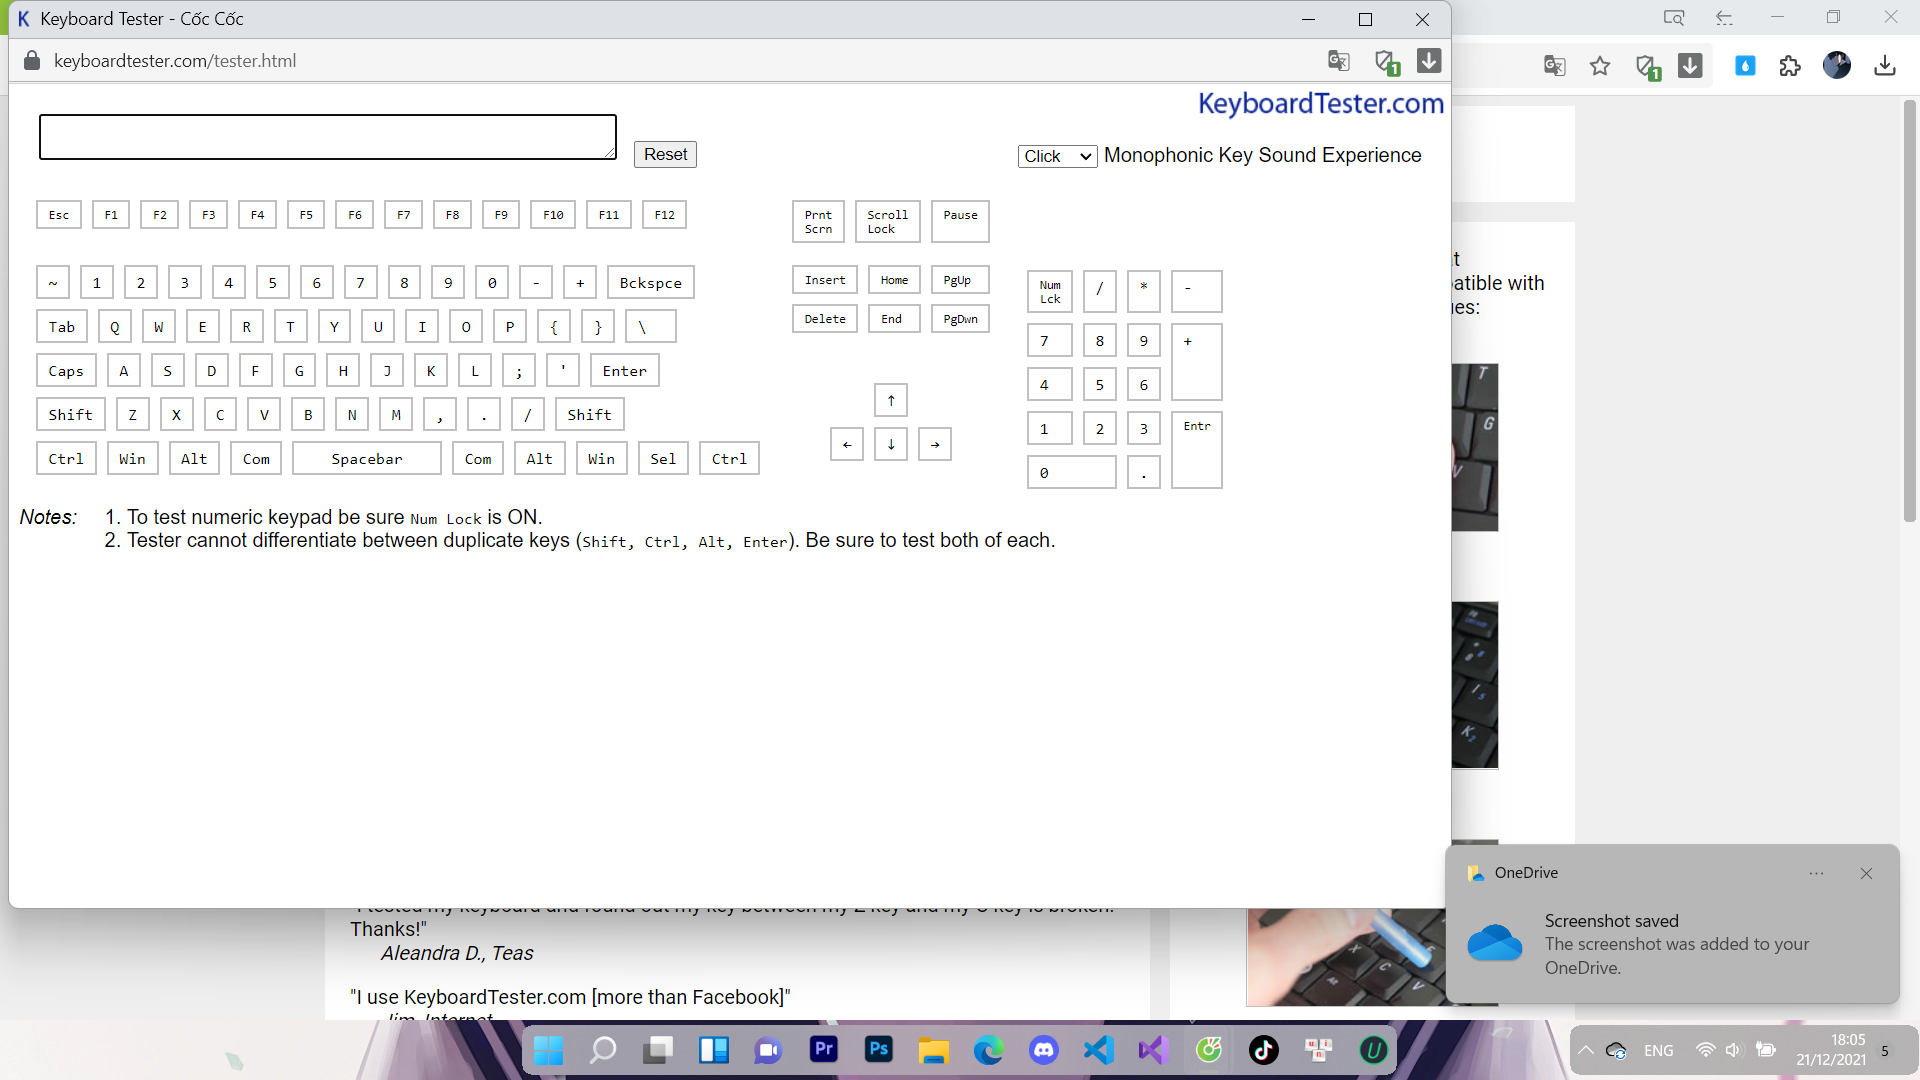 Keyboard Tester - Cốc Cốc
keyboardtester.com/tester.html
KeyboardTester.com
Reset
Click Monophonic Key Sound Experience
Esc F1 F2 F3 F4 F5 F6 F7 F8 F9 F10 F11 F12
Prnt Scrn Scroll Lock Pause
~ 1 2 3 4 5 6 7 8 9 0 - + Bckspce
Insert Home PgUp
Num Lck / * -
Tab Q W E R T Y U I O P { } \
Delete End PgDwn
7 8 9 +
Caps A S D F G H J K L ; ' Enter
4 5 6
Shift Z X C V B N M , . / Shift
↑
1 2 3 Entr
Ctrl Win Alt Com Spacebar Com Alt Win Sel Ctrl
← ↓ →
0 .
Notes: 1. To test numeric keypad be sure Num Lock is ON.
2. Tester cannot differentiate between duplicate keys (Shift, Ctrl, Alt, Enter). Be sure to test both of each.
with
Thanks!"
Aleandra D., Teas
"I use KeyboardTester.com [more than Facebook]"
OneDrive
Screenshot saved
The screenshot was added to your
OneDrive.
Pr Ps
ENG
18:05
21/12/2021
5